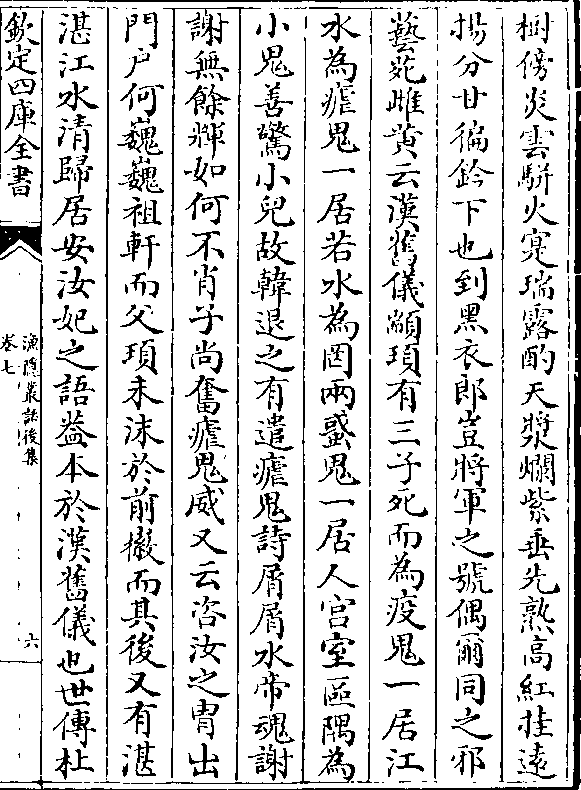 樹傍炎雲駢火寔瑞露酌天漿爛紫垂先熟高紅挂遠
揚分甘徧鈴下也到黑衣郎豈將軍之號偶爾同之邪
藝苑雌黃云漢舊儀顓頊有三子死而為疫鬼一居江
水為瘧鬼一居若水為罔兩蜮鬼一居人宮室區隅為
小鬼善驚小兒故韓退之有遣瘧鬼詩屑屑水帝魂謝
謝無餘輝如何不肖子尚奮瘧鬼威又云咨汝之胄出
門戶何巍巍祖軒而父頊未沬於前徽而其後又有湛
湛江水清歸居安汝妃之語葢本於漢舊儀也世傳杜
欽定四庫全書
漁隱叢話後集
卷七
六